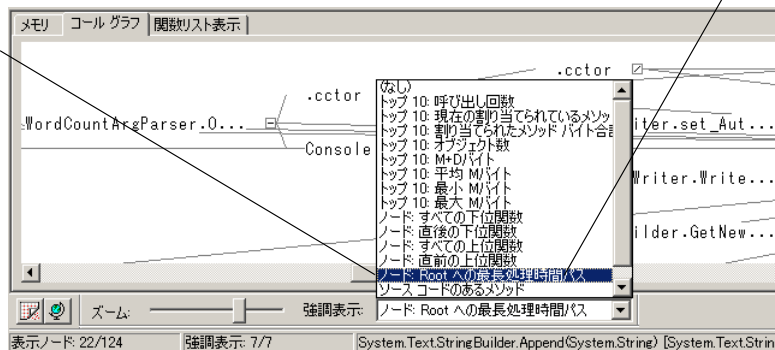 メモリ コール グラフ 関数リスト表示
.cctor
(なし)
.cctor
トップ 10: 呼び出し回数
トップ 10: 現在の割り当てられているメソッ
WordCountArgParser.O...
トップ 10: 割り当てられたメソッド バイト合計
iter.set_Aut...
トップ 10: オブジェクト数
Console
トップ 10: M+Dバイト
トップ 10: 平均 Mバイト
Writer.Write...
トップ 10: 最小 Mバイト
トップ 10: 最大 Mバイト
ノード: すべての下位関数
ノード: 直後の下位関数
ilder.GetNew...
ノード: すべての上位関数
ノード: 直前の上位関数
ノード: Root への最長処理時間パス
ソース コードのあるメソッド
ズーム: 強調表示: ノード: Root への最長処理時間パス
表示ノード: 22/124 強調表示: 7/7 System.Text.StringBuilder.Append(System.String) [System.Text.Strin